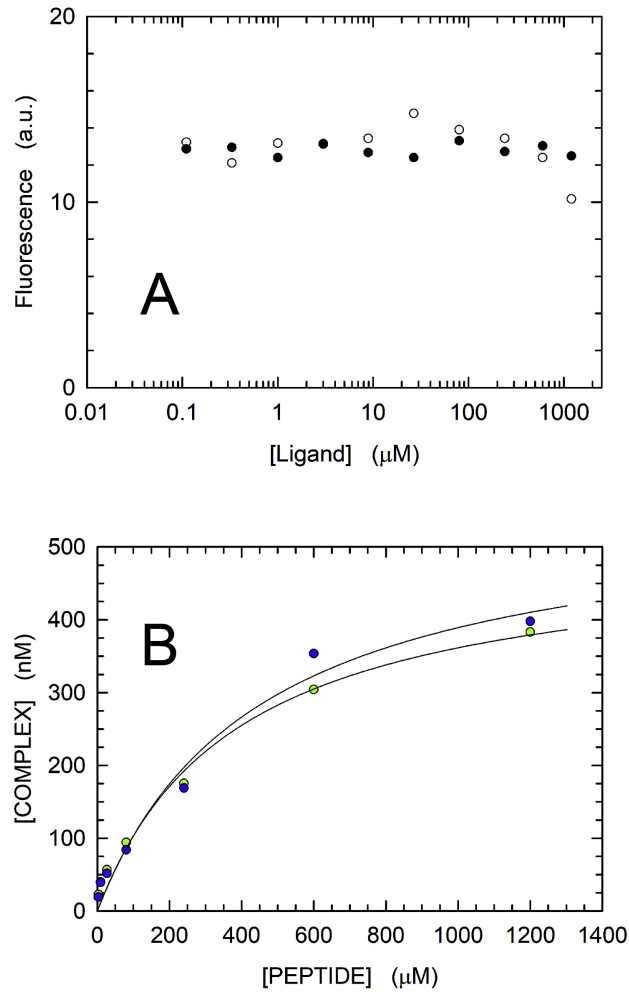 20
10
0
Fluorescence (a.u.)
A
0.01 0.1 1 10 100 1000
[Ligand] (μM)
500
400
300
200
100
0
[COMPLEX] (nM)
B
0 200 400 600 800 1000 1200 1400
[PEPTIDE] (μM)